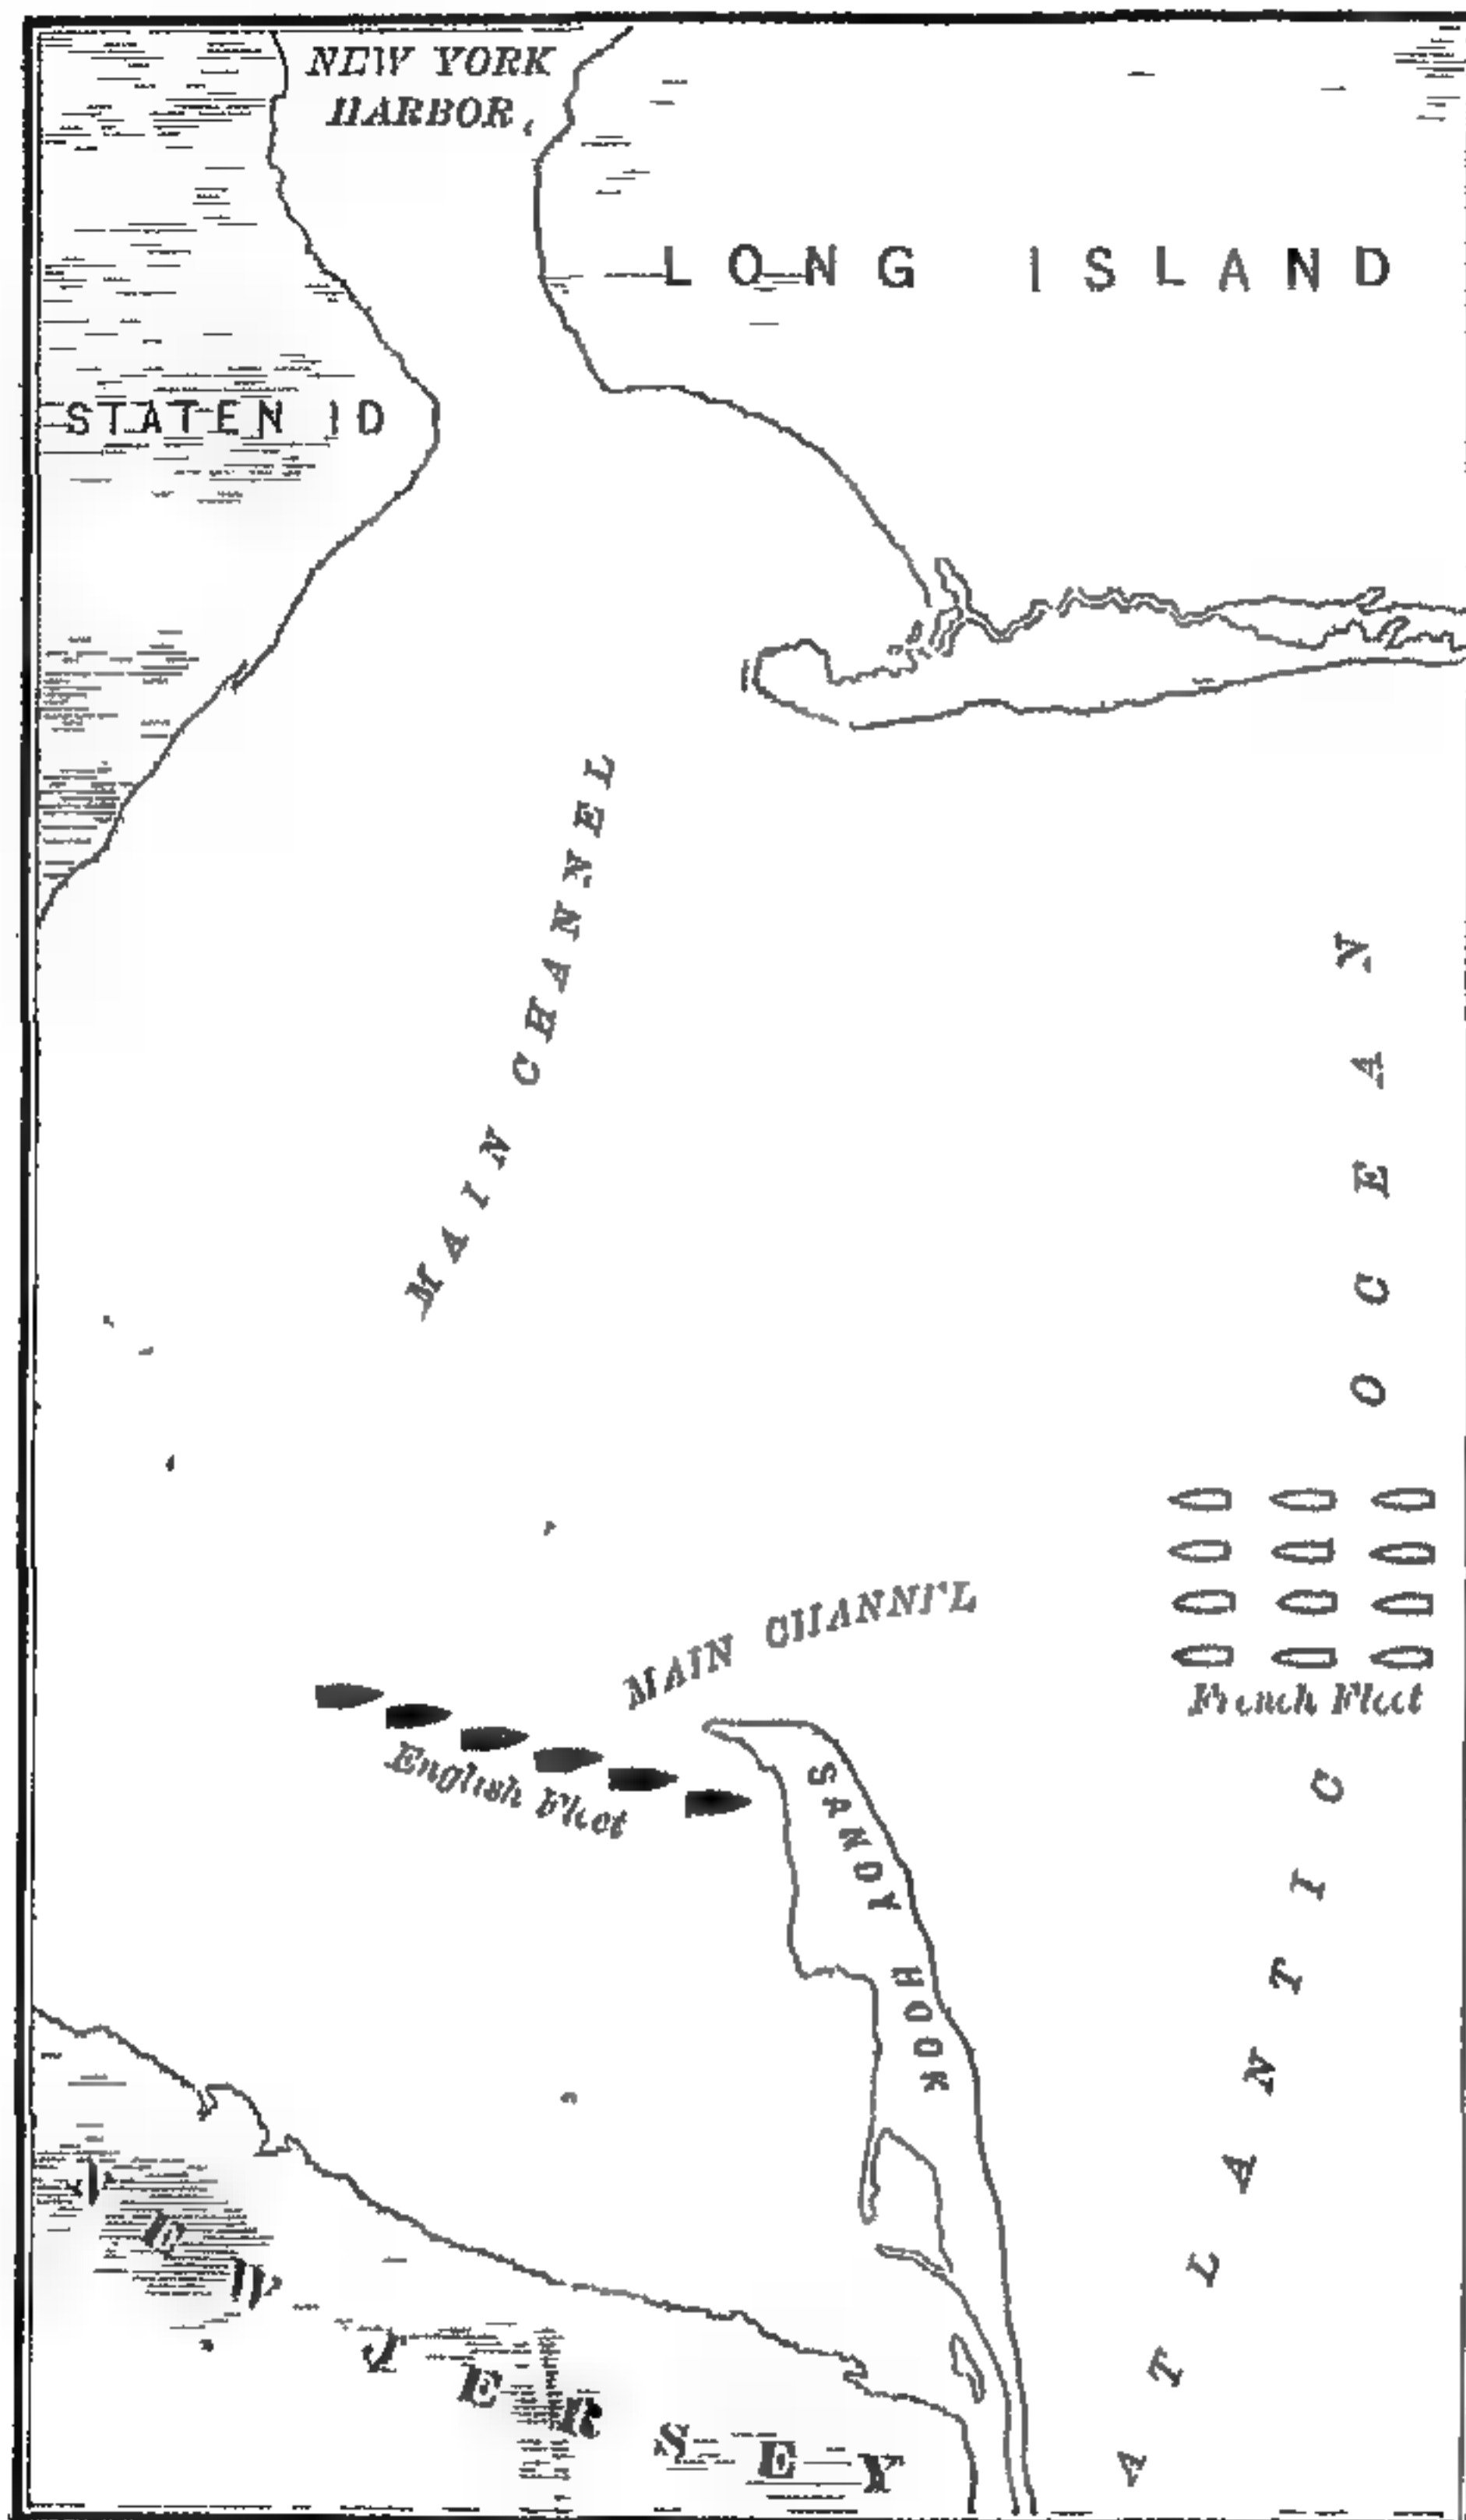 NEW YORK
HARBOR,
LONG ISLAND
STATEN ID
MAIN CHANNEL
ATLANTIC OCEAN
MAIN CHANNEL
French Fleet
English Fleet
SANDY HOOK
NEW JERSEY